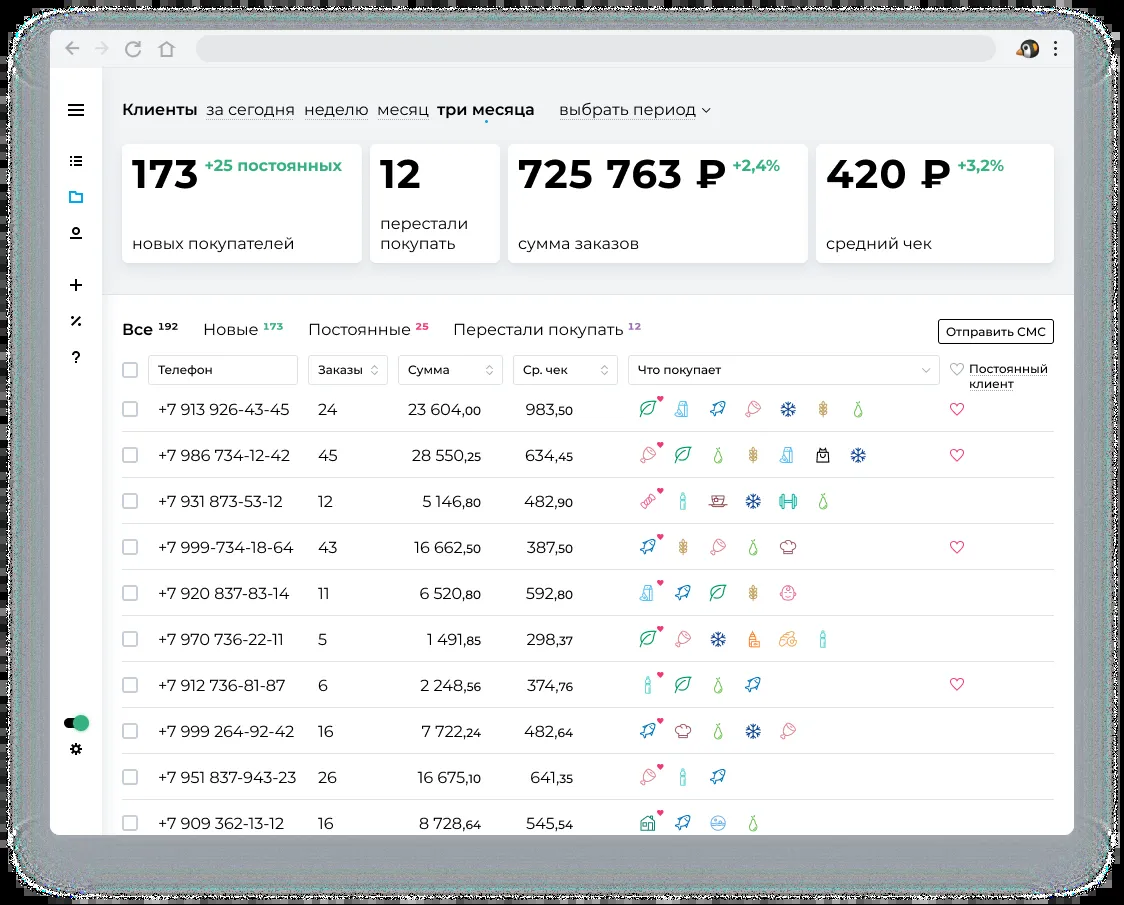 Клиенты за сегодня неделю месяц три месяца выбрать период
173 +25 постоянных
новых покупателей
12
перестали
покупать
725 763 ₽ +2,4%
сумма заказов
420 ₽ +3,2%
средний чек
Все 192 Новые 173 Постоянные 25 Перестали покупать 12
Отправить СМС
Телефон Заказы Сумма Ср. чек Что покупает Постоянный
клиент
+7 913 926-43-45 24 23 604,00 983,50
+7 986 734-12-42 45 28 550,25 634,45
+7 931 873-53-12 12 5 146,80 482,90
+7 999-734-18-64 43 16 662,50 387,50
+7 920 837-83-14 11 6 520,80 592,80
+7 970 736-22-11 5 1 491,85 298,37
+7 912 736-81-87 6 2 248,56 374,76
+7 999 264-92-42 16 7 722,24 482,64
+7 951 837-943-23 26 16 675,10 641,35
+7 909 362-13-12 16 8 728,64 545,54